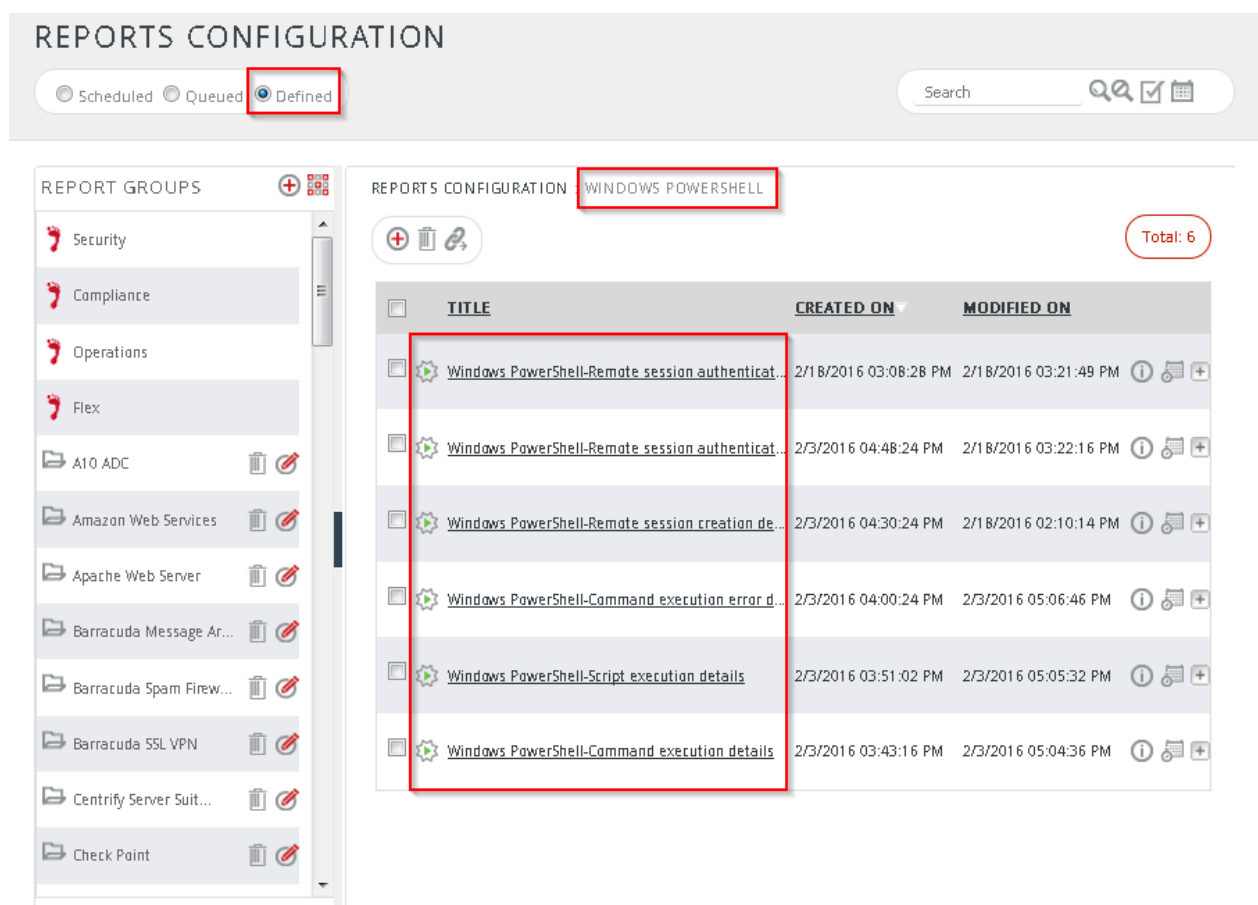 REPORTS CONFIGURATION
Scheduled Queued Defined
Search
REPORT GROUPS
Security
Compliance
Operations
Flex
A10 ADC
Amazon Web Services
Apache Web Server
Barracuda Message Ar...
Barracuda Spam Firew...
Barracuda SSL VPN
Centrify Server Suit...
Check Point
REPORTS CONFIGURATION : WINDOWS POWERSHELL
Total: 6
TITLE CREATED ON MODIFIED ON
Windows PowerShell-Remote session authenticat... 2/18/2016 03:08:28 PM 2/18/2016 03:21:49 PM
Windows PowerShell-Remote session authenticat... 2/3/2016 04:48:24 PM 2/18/2016 03:22:16 PM
Windows PowerShell-Remote session creation de... 2/3/2016 04:30:24 PM 2/18/2016 02:10:14 PM
Windows PowerShell-Command execution error d... 2/3/2016 04:00:24 PM 2/3/2016 05:06:46 PM
Windows PowerShell-Script execution details 2/3/2016 03:51:02 PM 2/3/2016 05:05:32 PM
Windows PowerShell-Command execution details 2/3/2016 03:43:16 PM 2/3/2016 05:04:36 PM